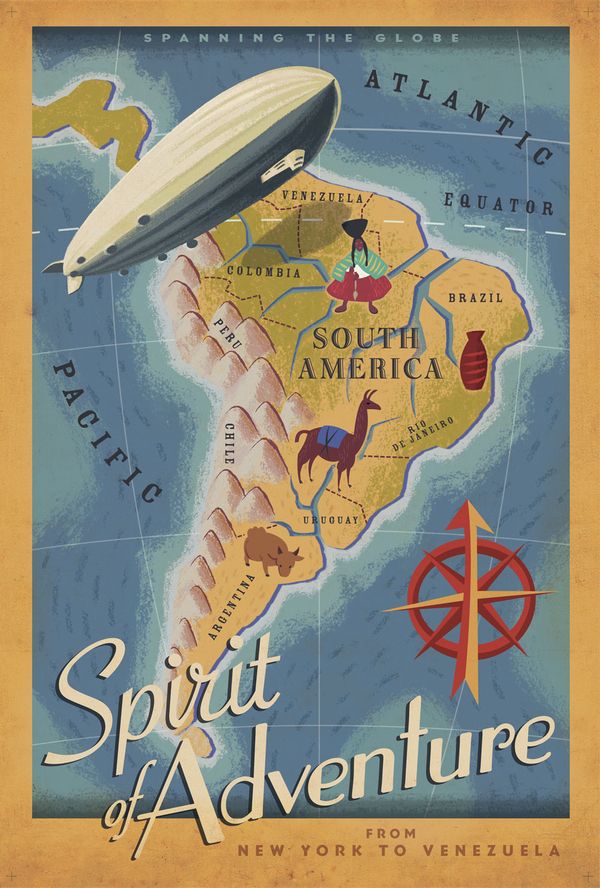 SPANNING THE GLOBE
ATLANTIC
EQUATOR
VENEZUELA
COLOMBIA
BRAZIL
PERU
SOUTH
AMERICA
PACIFIC
CHILE
RIO
DE JANEIRO
URUGUAY
ARGENTINA
Spirit
of Adventure
FROM
NEW YORK TO VENEZUELA